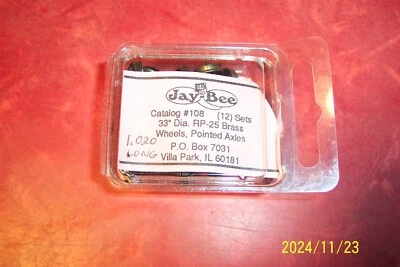 Jay-Bee
Catalog #108 (12) Sets
33" Dia. RP-25 Brass
Wheels, Pointed Axles
P.O. Box 7031
Villa Park, IL 60181
1.020
LONG
2024/11/23